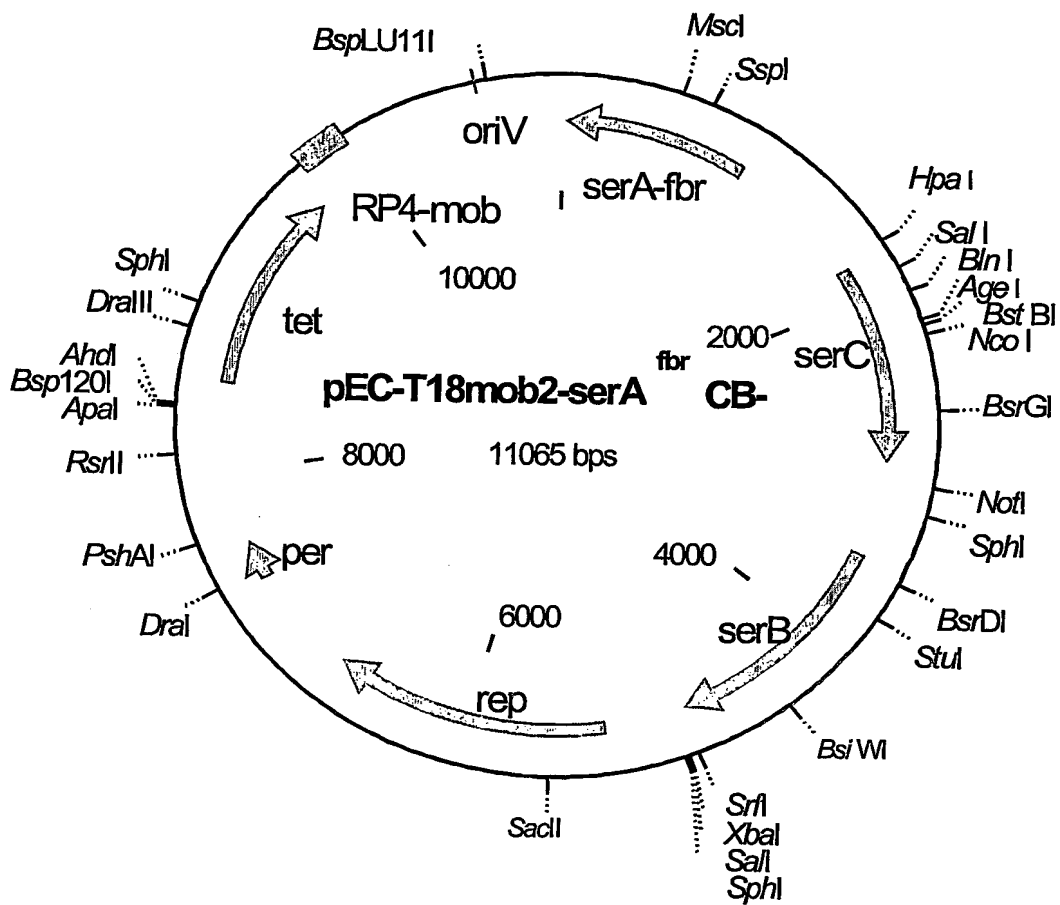 BspLU11I
MscI
SspI
oriV
serA-fbr
HpaI
RP4-mob
SalI
BlnI
AgeI
BstBI
NcoI
SphI
DraIII
10000
tet
2000
serC
AhdI
Bsp120I
ApaI
pEC-T18mob2-serA fbr CB-
BsrGI
RsrII
8000
11065 bps
NotI
SphI
PshAI
per
4000
BsrDI
DraI
6000
serB
StuI
rep
BsiWI
SacII
SrfI
XbaI
SalI
SphI